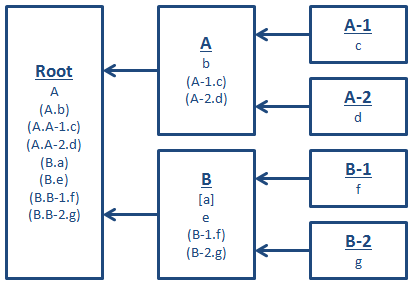 Root
A
(A.b)
(A.A-1.c)
(A.A-2.d)
(B.a)
(B.e)
(B.B-1.f)
(B.B-2.g)
A
b
(A-1.c)
(A-2.d)
B
[a]
e
(B-1.f)
(B-2.g)
A-1
c
A-2
d
B-1
f
B-2
g